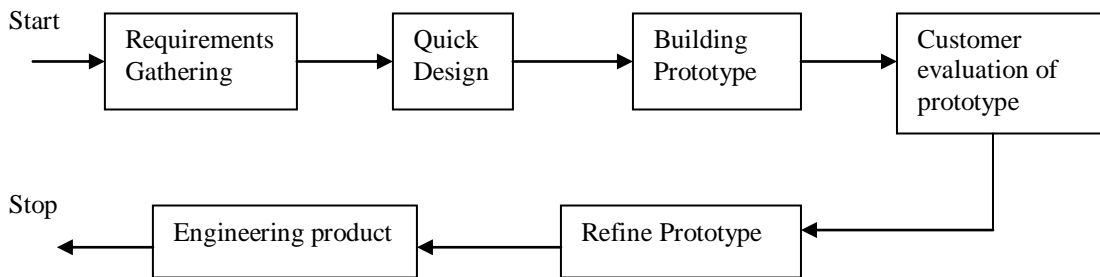 Start
Requirements
Gathering
Quick
Design
Building
Prototype
Customer
evaluation of
prototype
Stop
Engineering product
Refine Prototype